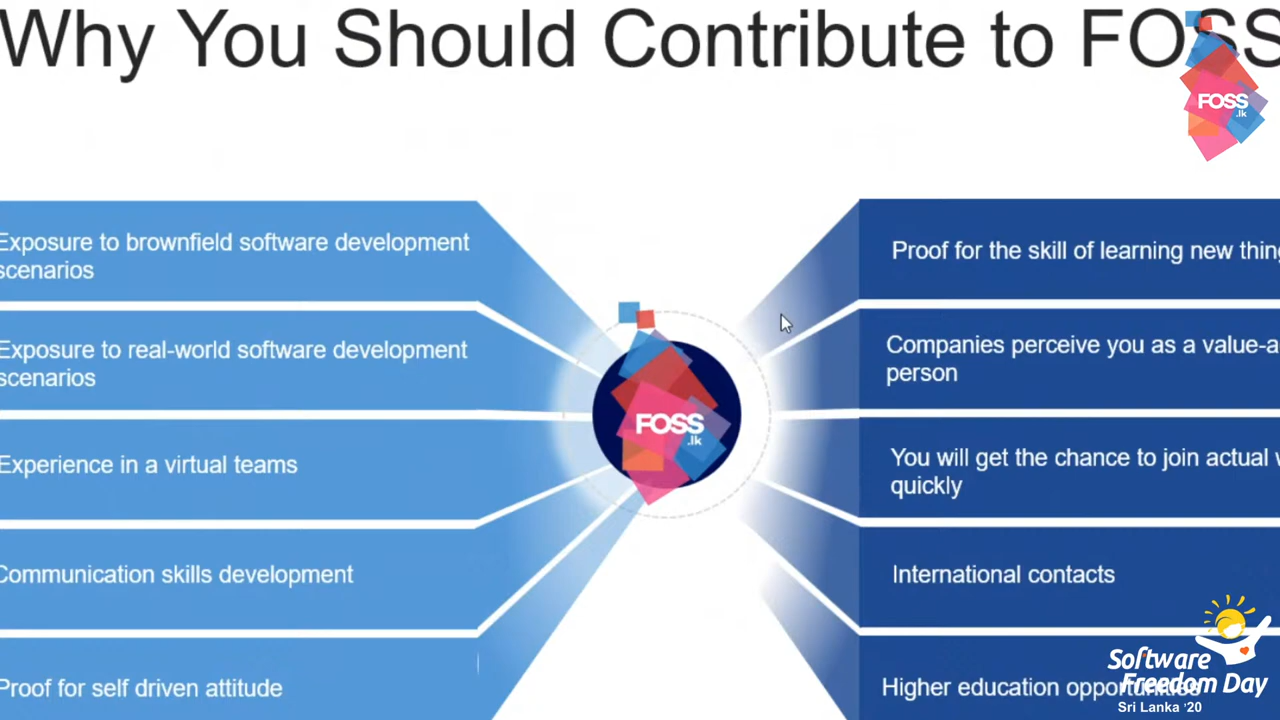 Why You Should Contribute to FOSS
FOSS
.lk
Exposure to brownfield software development
scenarios
Exposure to real-world software development
scenarios
Experience in a virtual teams
Communication skills development
Proof for self driven attitude
FOSS
.lk
Proof for the skill of learning new thin
Companies perceive you as a value-a
person
You will get the chance to join actual
quickly
International contacts
Higher education opportunities
Software
Freedom Day
Sri Lanka '20